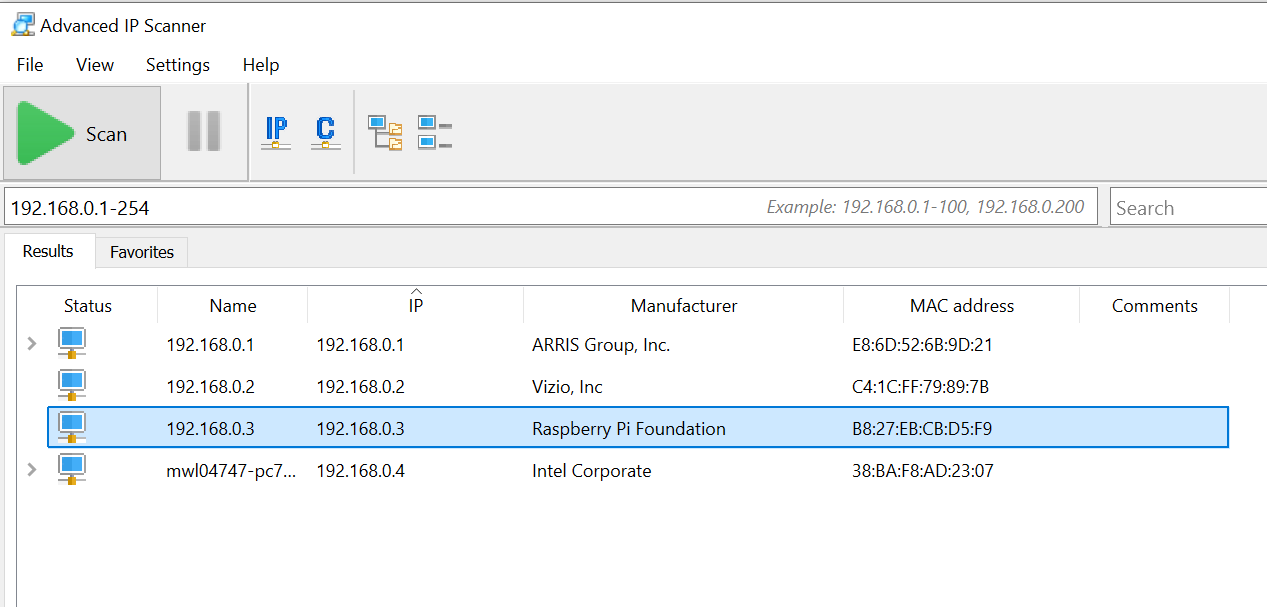 Advanced IP Scanner
File View Settings Help
Scan IP C
192.168.0.1-254 Example: 192.168.0.1-100, 192.168.0.200 Search
Results Favorites
Status Name IP Manufacturer MAC address Comments
192.168.0.1 192.168.0.1 ARRIS Group, Inc. E8:6D:52:6B:9D:21
192.168.0.2 192.168.0.2 Vizio, Inc C4:1C:FF:79:89:7B
192.168.0.3 192.168.0.3 Raspberry Pi Foundation B8:27:EB:CB:D5:F9
mwl04747-pc7... 192.168.0.4 Intel Corporate 38:BA:F8:AD:23:07